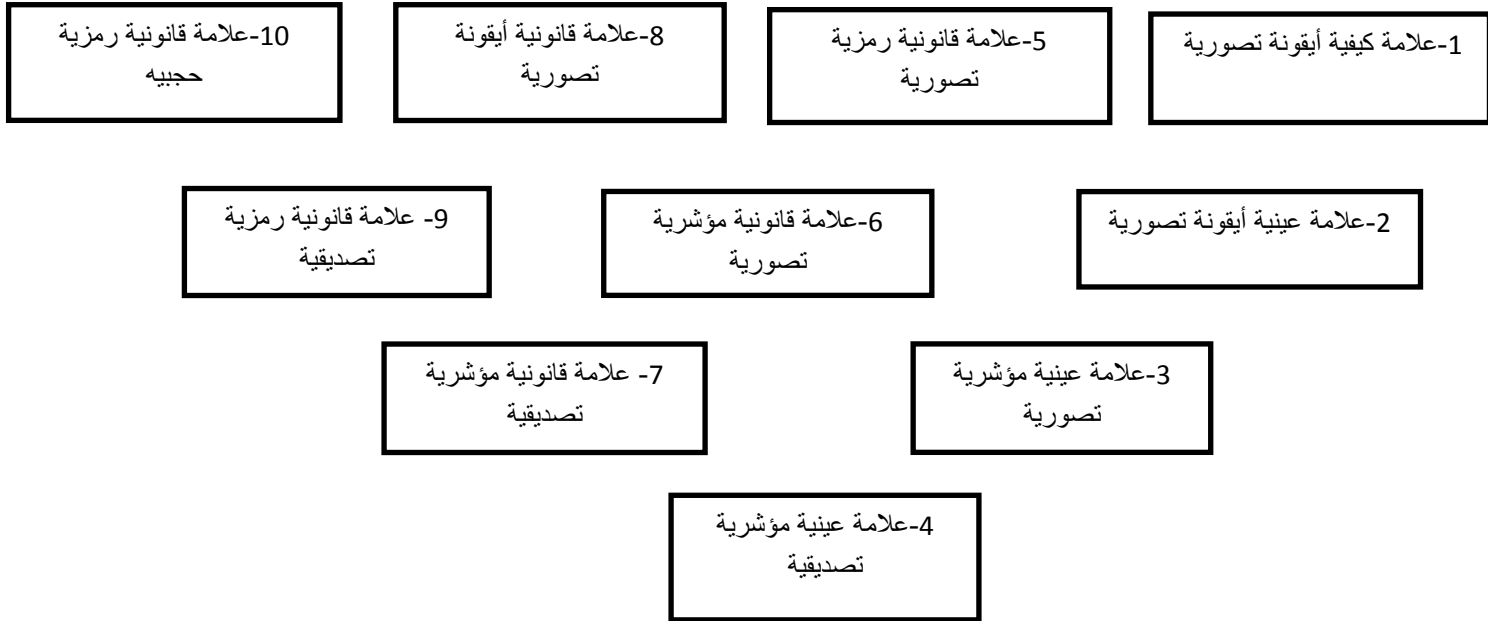 1-علامة كيفية أيقونة تصورية
5-علامة قانونية رمزية
تصورية
8-علامة قانونية أيقونة
تصورية
10-علامة قانونية رمزية
حجبيه
2-علامة عينية أيقونة تصورية
6-علامة قانونية مؤشرية
تصورية
9- علامة قانونية رمزية
تصديقية
3-علامة عينية مؤشرية
تصورية
7- علامة قانونية مؤشرية
تصديقية
4-علامة عينية مؤشرية
تصديقية